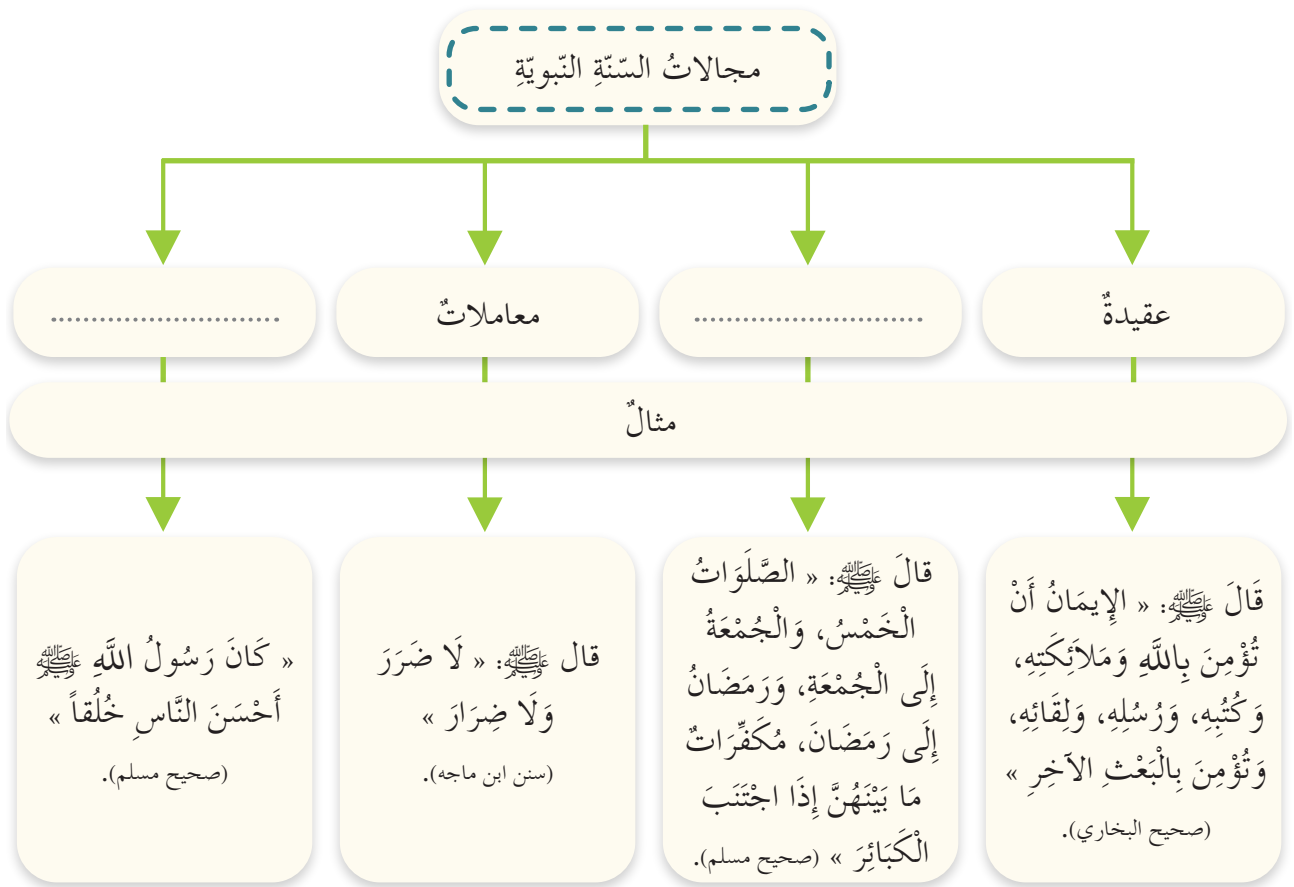 مجالاتُ السّنّةِ النّبويّةِ
عقيدةٌ
............................
معاملاتٌ
............................
مثالٌ
قَالَ ﷺ: « الإِيمَانُ أَنْ
تُؤْمِنَ بِاللَّهِ وَمَلاَئِكَتِهِ،
وَكُتُبِهِ، وَرُسُلِهِ، وَلِقَائِهِ،
وَتُؤْمِنَ بِالْبَعْثِ الآخِرِ »
(صحيح البخاري).
قالَ ﷺ: « الصَّلَوَاتُ
الْخَمْسُ، وَالْجُمْعَةُ
إِلَى الْجُمْعَةِ، وَرَمَضَانُ
إِلَى رَمَضَانَ، مُكَفِّرَاتٌ
مَا بَيْنَهُنَّ إِذَا اجْتَنَبَ
الْكَبَائِرَ » (صحيح مسلم).
قال ﷺ: « لَا ضَرَرَ
وَلَا ضِرَارَ »
(سنن ابن ماجه).
« كَانَ رَسُولُ اللَّهِ ﷺ
أَحْسَنَ النَّاسِ خُلُقاً »
(صحيح مسلم).